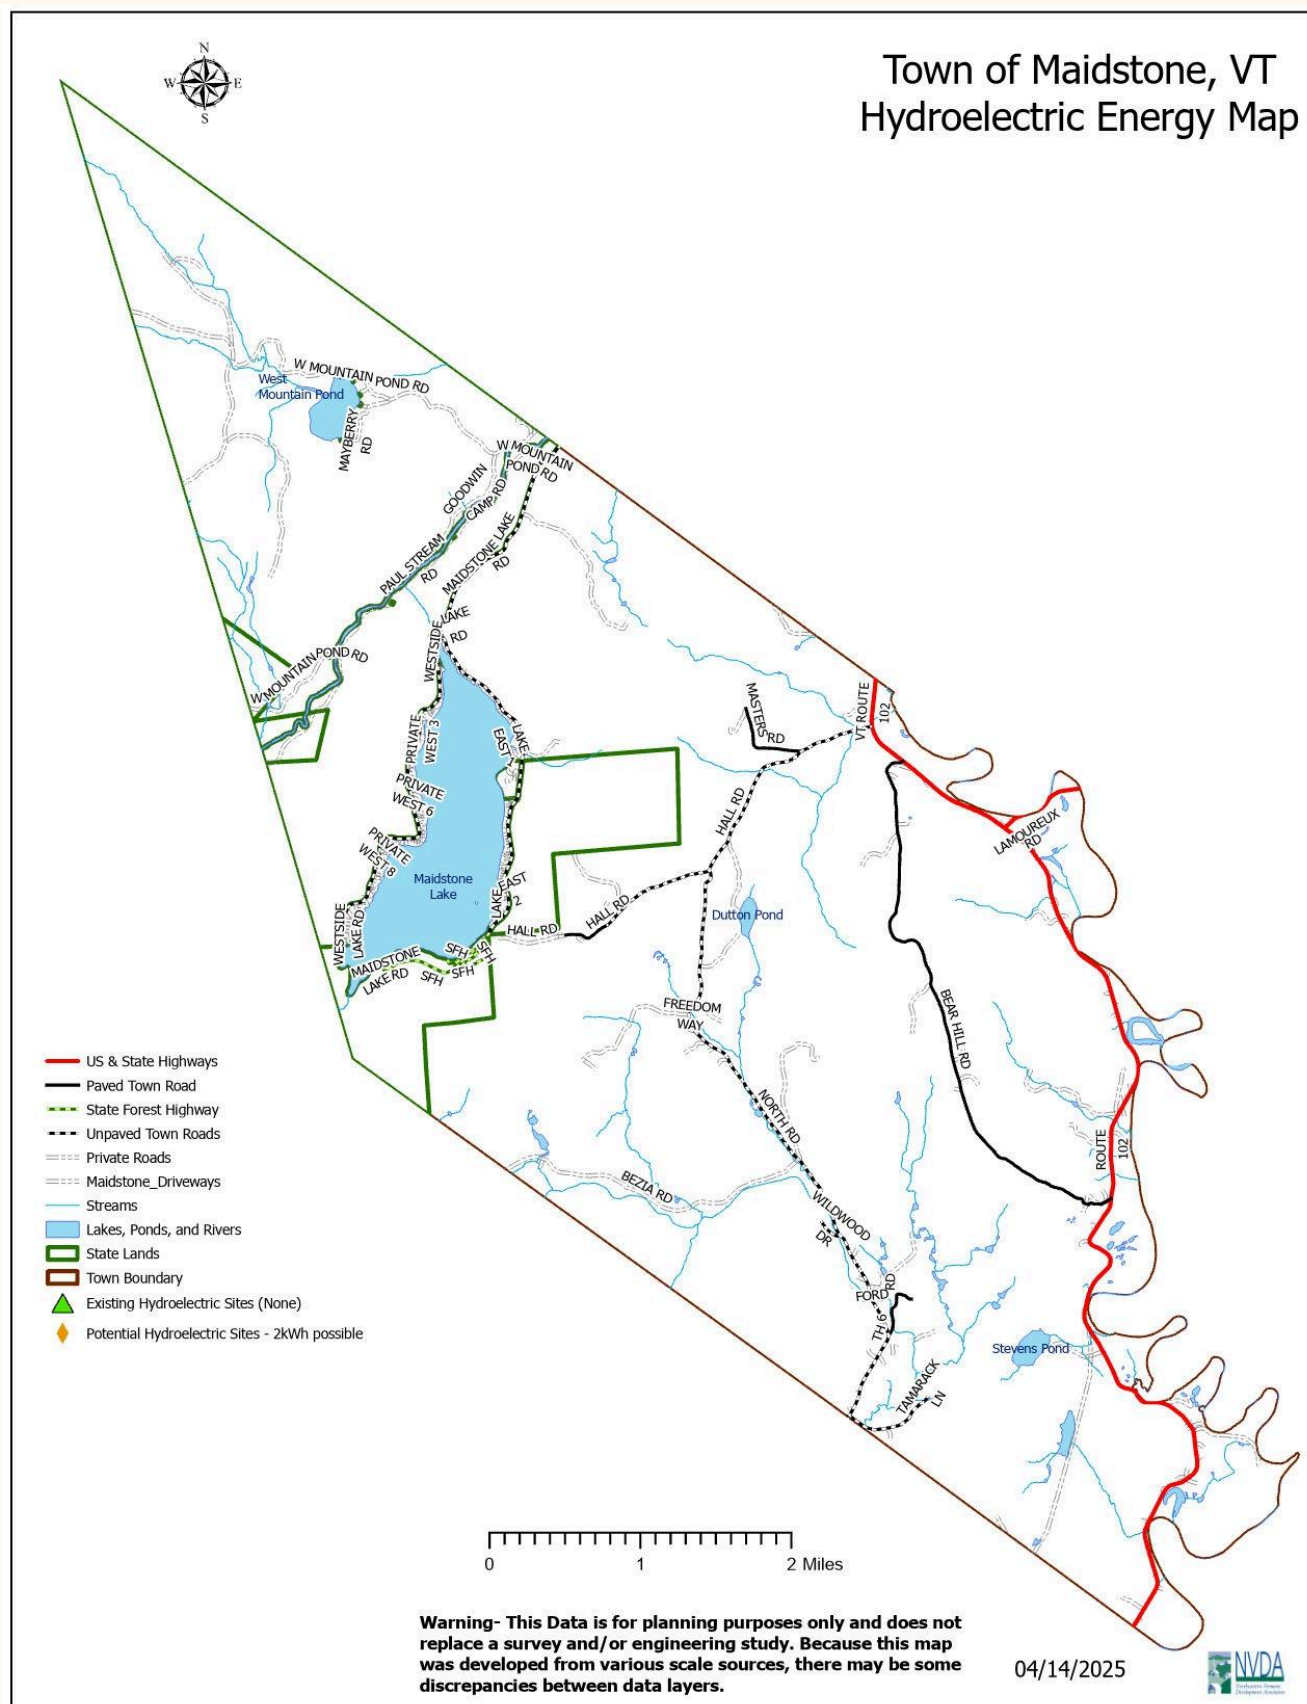 Town of Maidstone, VT
Hydroelectric Energy Map
N
W
E
S
W MOUNTAIN POND RD
West
Mountain Pond
MAYBERRY
RD
W MOUNTAIN
POND RD
GOODWIN
CAMP RD
PAUL STREAM
RD
MAIDSTONE LAKE
RD
LAKE
RD
WESTSIDE
W MOUNTAIN POND RD
PRIVATE
WEST 3
LAKE
EAST 1
PRIVATE
WEST 6
PRIVATE
WEST 8
Maidstone
Lake
LAKE EAST
2
WESTSIDE
LAKE RD
MAIDSTONE
LAKE RD
SFH
SFH
SFH
SFH
HALL RD
HALL RD
HALL RD
MASTERS
RD
VT ROUTE
102
LAMOUREUX
RD
Dutton Pond
FREEDOM
WAY
BEAR HILL RD
NORTH RD
ROUTE
102
BEZIA RD
WILDWOOD
DR
FORD RD
TH 6
TAMARACK
LN
Stevens Pond
US & State Highways
Paved Town Road
State Forest Highway
Unpaved Town Roads
Private Roads
Maidstone_Driveways
Streams
Lakes, Ponds, and Rivers
State Lands
Town Boundary
Existing Hydroelectric Sites (None)
Potential Hydroelectric Sites - 2kWh possible
0 1 2 Miles
Warning- This Data is for planning purposes only and does not
replace a survey and/or engineering study. Because this map
was developed from various scale sources, there may be some
discrepancies between data layers.
04/14/2025
NVDA
Northeastern Vermont
Development Association